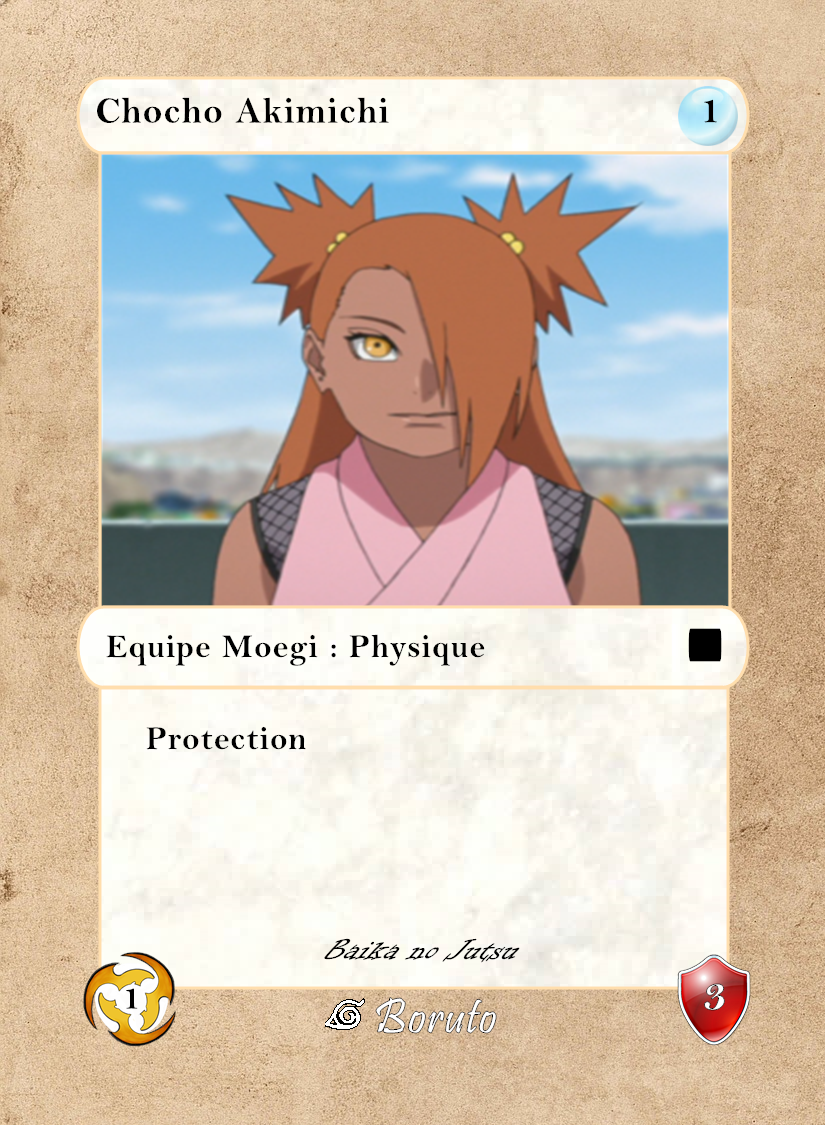 Chocho Akimichi
1
Equipe Moegi : Physique
Protection
Baika no Jutsu
1
Boruto
3